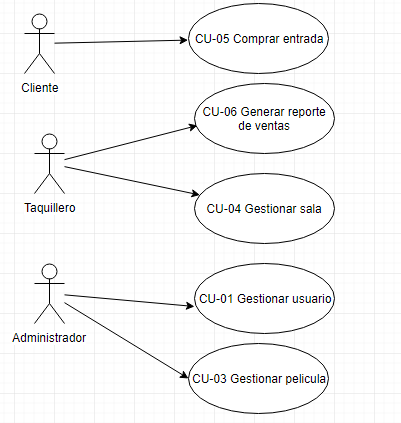 CU-05 Comprar entrada
Cliente
CU-06 Generar reporte
de ventas
Taquillero
CU-04 Gestionar sala
CU-01 Gestionar usuario
Administrador
CU-03 Gestionar pelicula